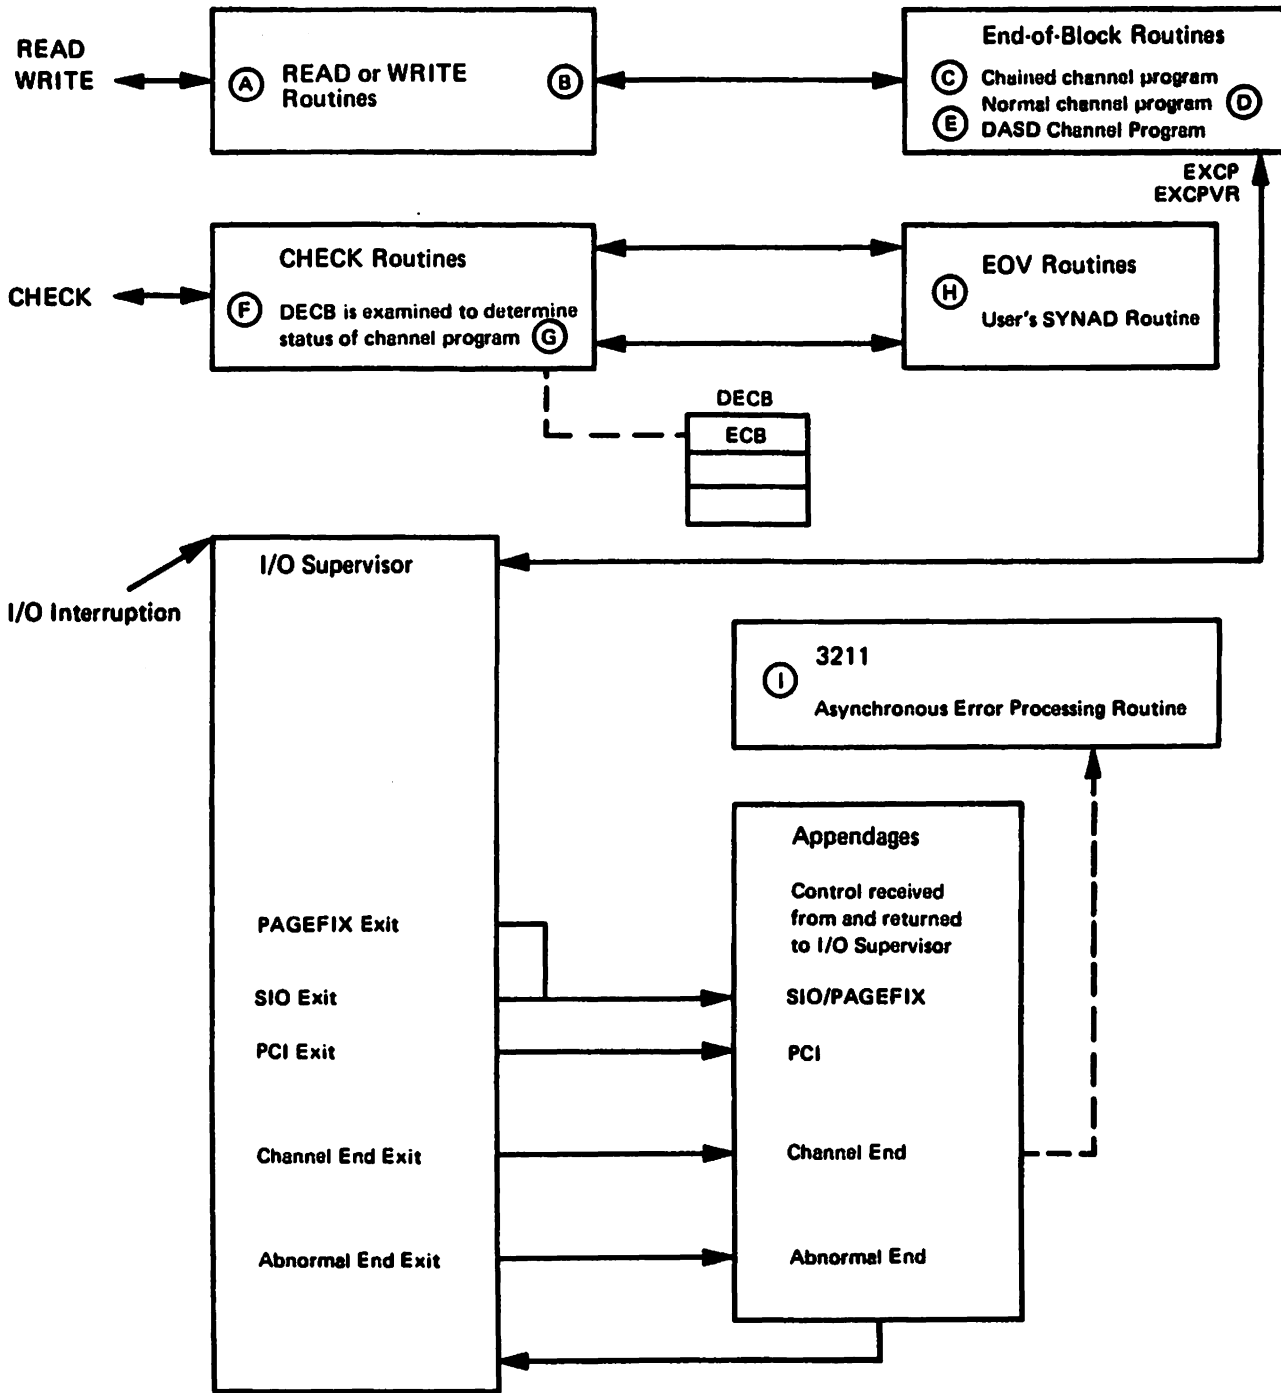 READ
WRITE
A READ or WRITE B
Routines
End-of-Block Routines
C Chained channel program
Normal channel program D
E DASD Channel Program
EXCP
EXCPVR
CHECK
CHECK Routines
F DECB is examined to determine
status of channel program G
EOV Routines
H
User's SYNAD Routine
DECB
ECB
I/O Supervisor
I/O Interruption
3211
I
Asynchronous Error Processing Routine
Appendages
Control received
from and returned
to I/O Supervisor
PAGEFIX Exit
SIO Exit
SIO/PAGEFIX
PCI Exit
PCI
Channel End Exit
Channel End
Abnormal End Exit
Abnormal End